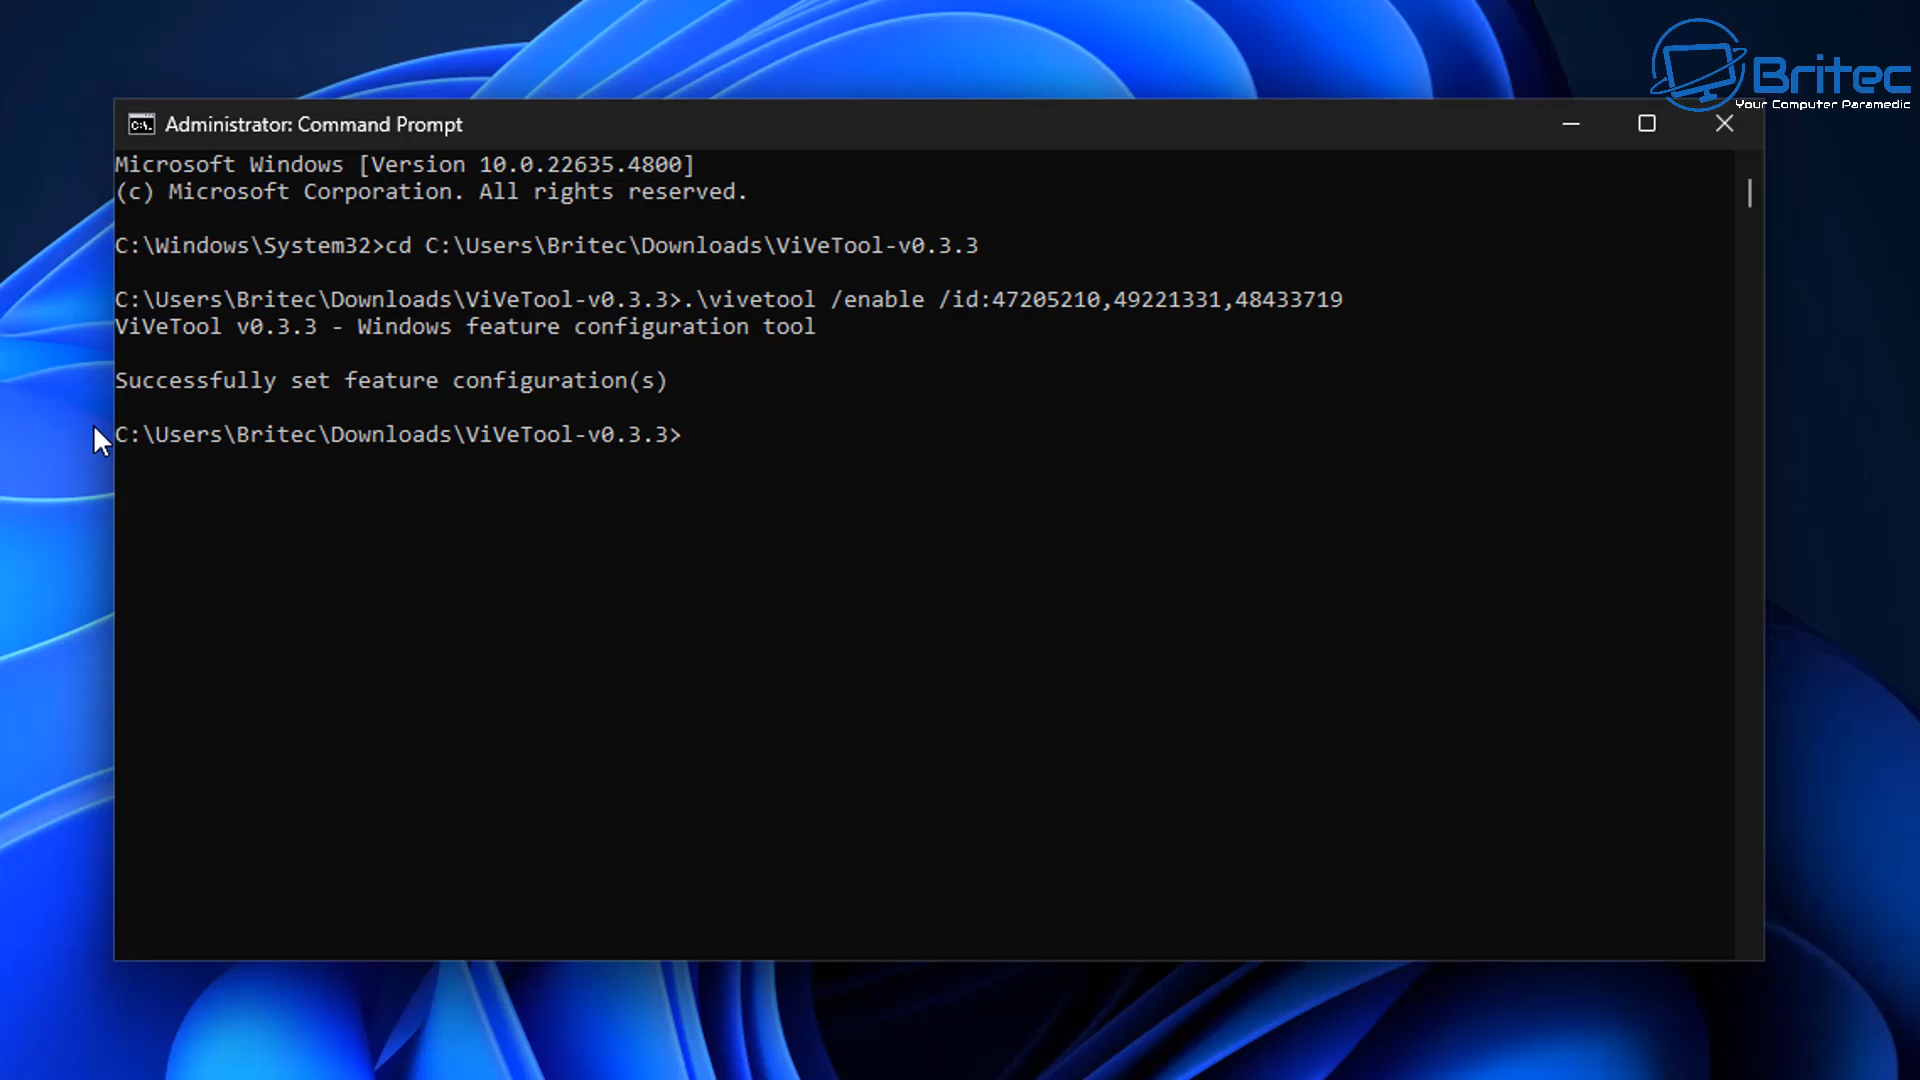 Britec
Your Computer Paramedic
Administrator: Command Prompt
Microsoft Windows [Version 10.0.22635.4800]
(c) Microsoft Corporation. All rights reserved.
C:\Windows\System32>cd C:\Users\Britec\Downloads\ViVeTool-v0.3.3
C:\Users\Britec\Downloads\ViVeTool-v0.3.3>.\vivetool /enable /id:47205210,49221331,48433719
ViVeTool v0.3.3 - Windows feature configuration tool
Successfully set feature configuration(s)
C:\Users\Britec\Downloads\ViVeTool-v0.3.3>